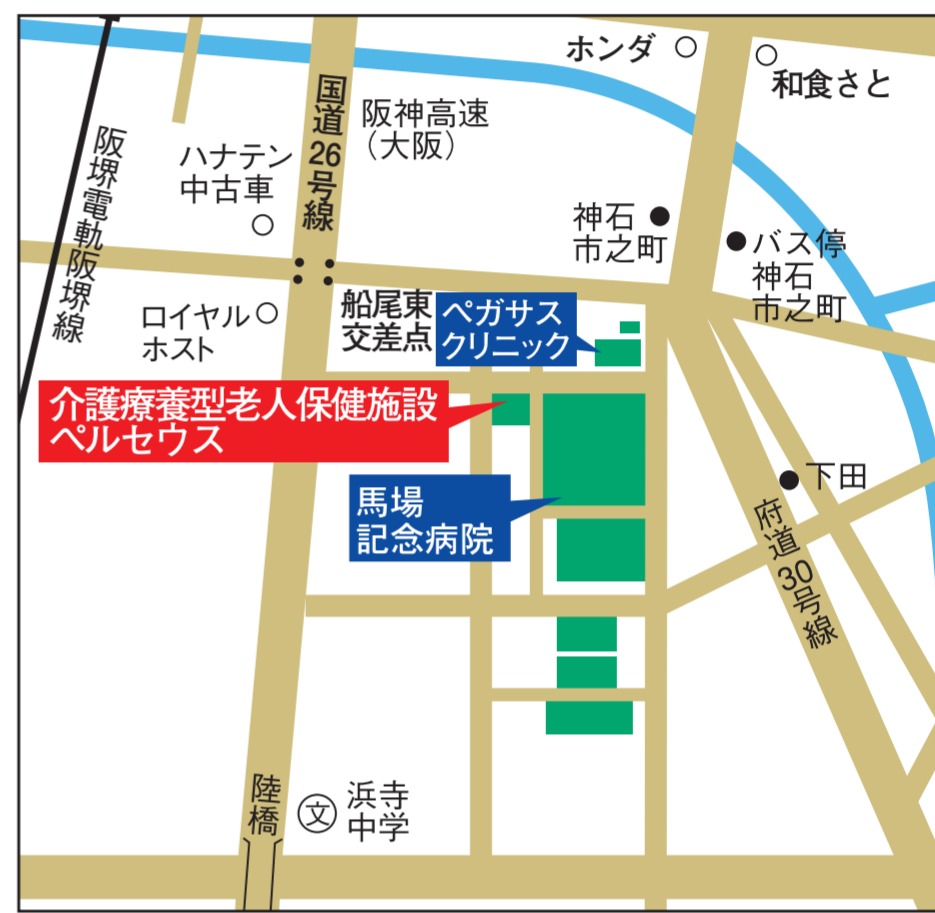 ホンダ
和食さと
国道26号線
阪神高速
（大阪）
阪堺電軌阪堺線
ハナテン
中古車
神石
市之町
バス停
神石
市之町
船尾東
交差点
ペガサス
クリニック
ロイヤル
ホスト
介護療養型老人保健施設
ペルセウス
馬場
記念病院
下田
府道30号線
陸橋
文
浜寺
中学